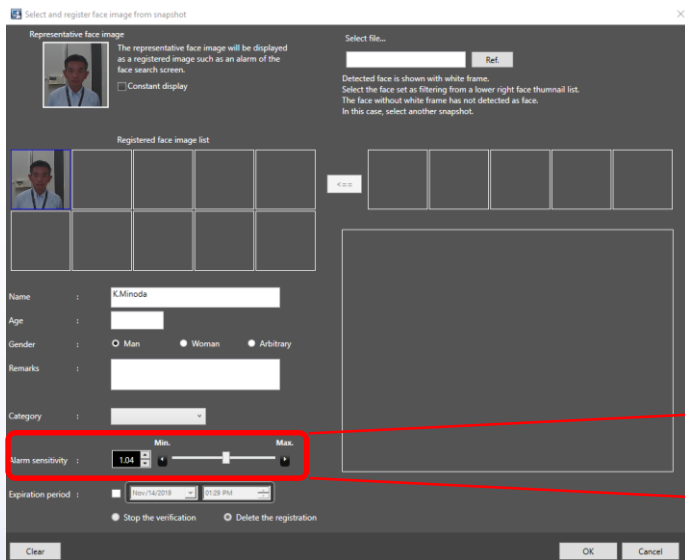 Select and register face image from snapshot
Representative face image
The representative face image will be displayed
as a registered image such as an alarm of the
face search screen.
Constant display
Select file...
Ref.
Detected face is shown with white frame.
Select the face set as filtering from a lower right face thumnail list.
The face without white frame has not detected as face.
In this case, select another snapshot.
Registered face image list
<==
Name :
K.Minoda
Age :
Gender : Man Woman Arbitrary
Remarks :
Category :
Min. Max.
Alarm sensitivity : 1.04
Expiration period : Nov/14/2018 01:29 PM
Stop the verification Delete the registration
Clear OK Cancel